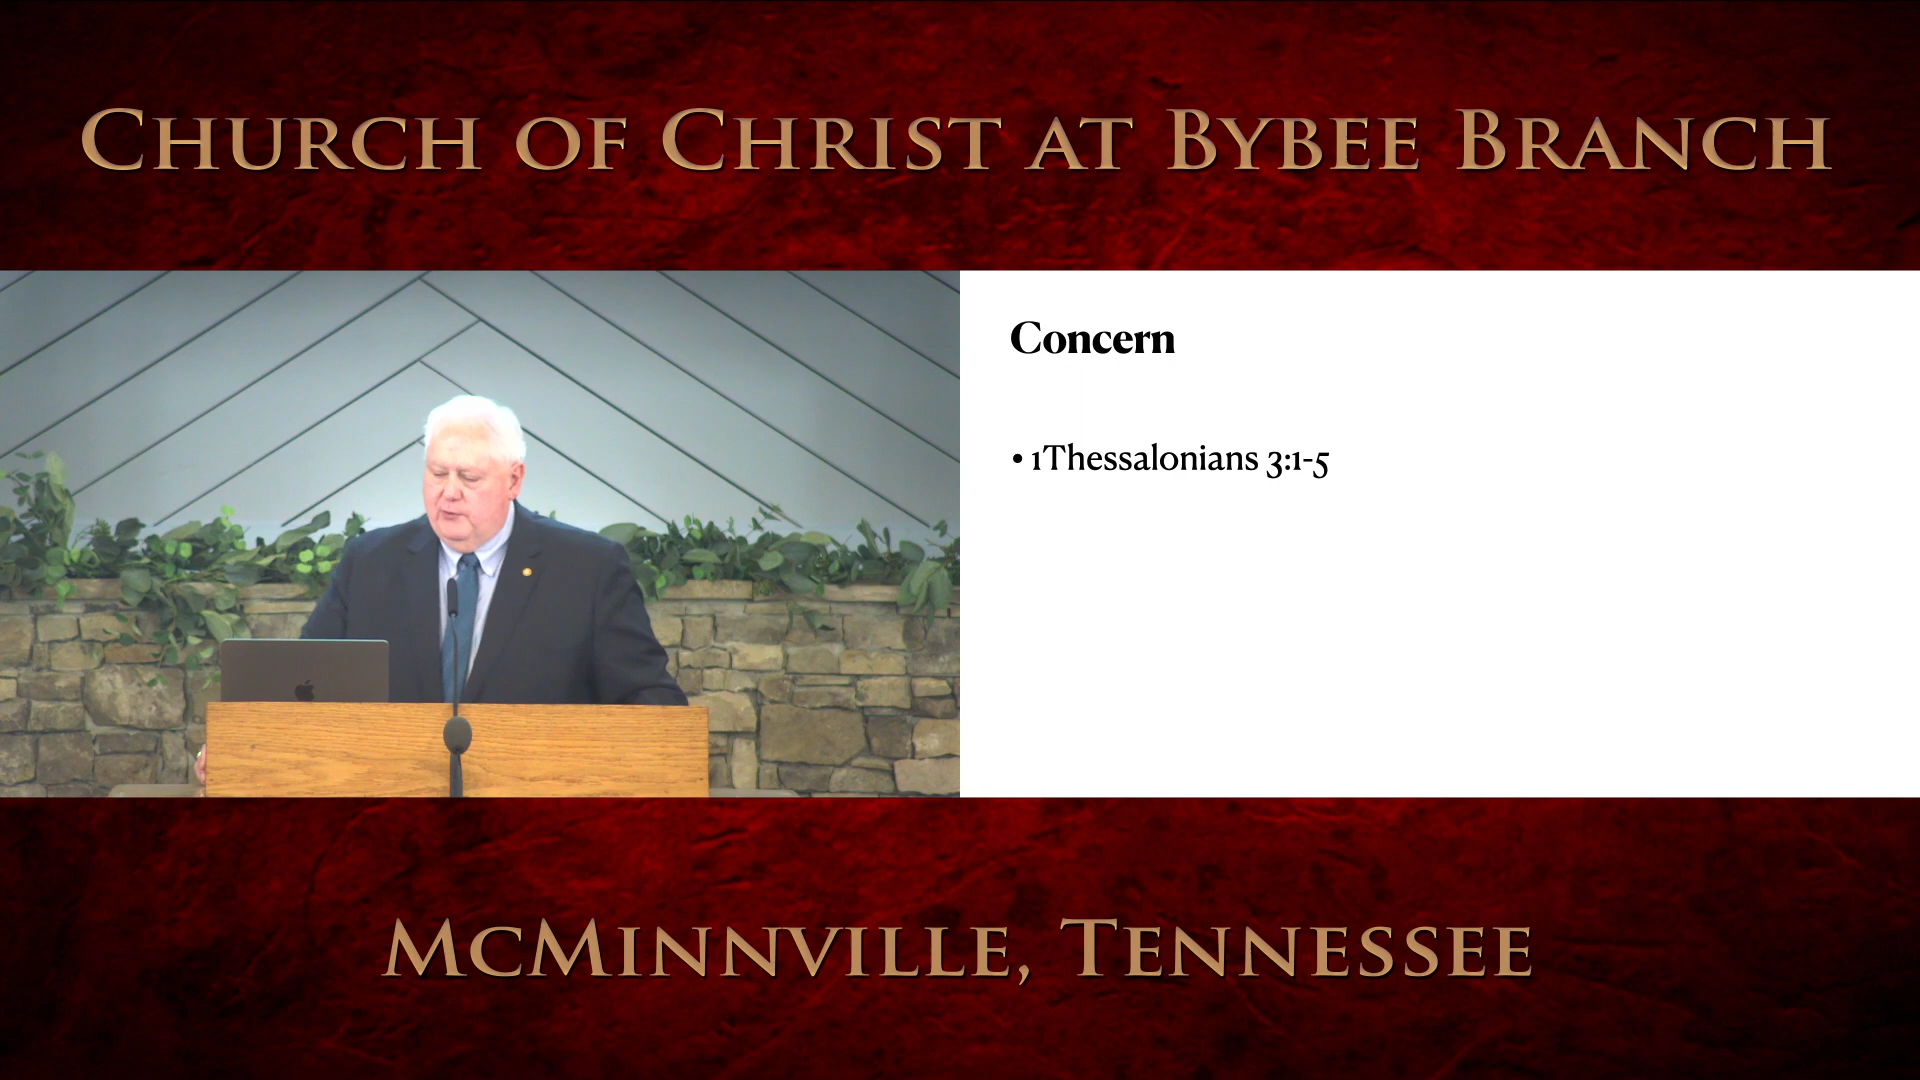 Church of Christ at Bybee Branch
Concern
• 1Thessalonians 3:1-5
McMinnville, Tennessee